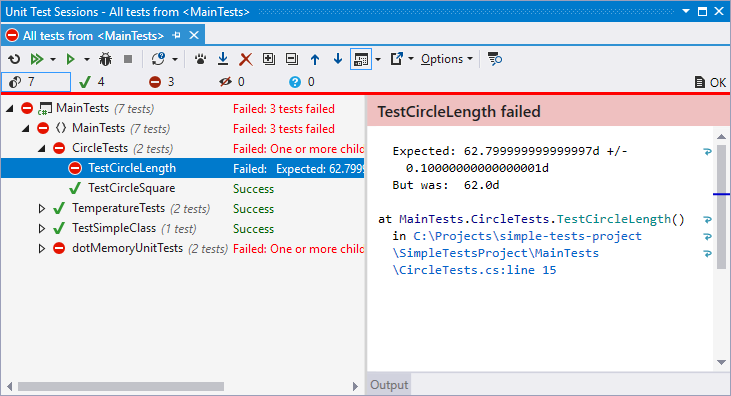 Unit Test Sessions - All tests from <MainTests>
All tests from <MainTests>
Options
7 4 3 0 0 OK
MainTests (7 tests) Failed: 3 tests failed
MainTests (7 tests) Failed: 3 tests failed
CircleTests (2 tests) Failed: One or more child
TestCircleLength Failed: Expected: 62.7999
TestCircleSquare Success
TemperatureTests (2 tests) Success
TestSimpleClass (1 test) Success
dotMemoryUnitTests (2 tests) Failed: One or more child
TestCircleLength failed
Expected: 62.799999999999997d +/-
0.10000000000000001d
But was: 62.0d
at MainTests.CircleTests.TestCircleLength()
in C:\Projects\simple-tests-project
\SimpleTestsProject\MainTests
\CircleTests.cs:line 15
Output